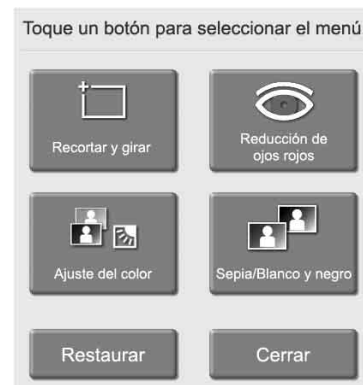 Toque un botón para seleccionar el menú
Recortar y girar
Reducción de
ojos rojos
Ajuste del color
Sepia/Blanco y negro
Restaurar
Cerrar